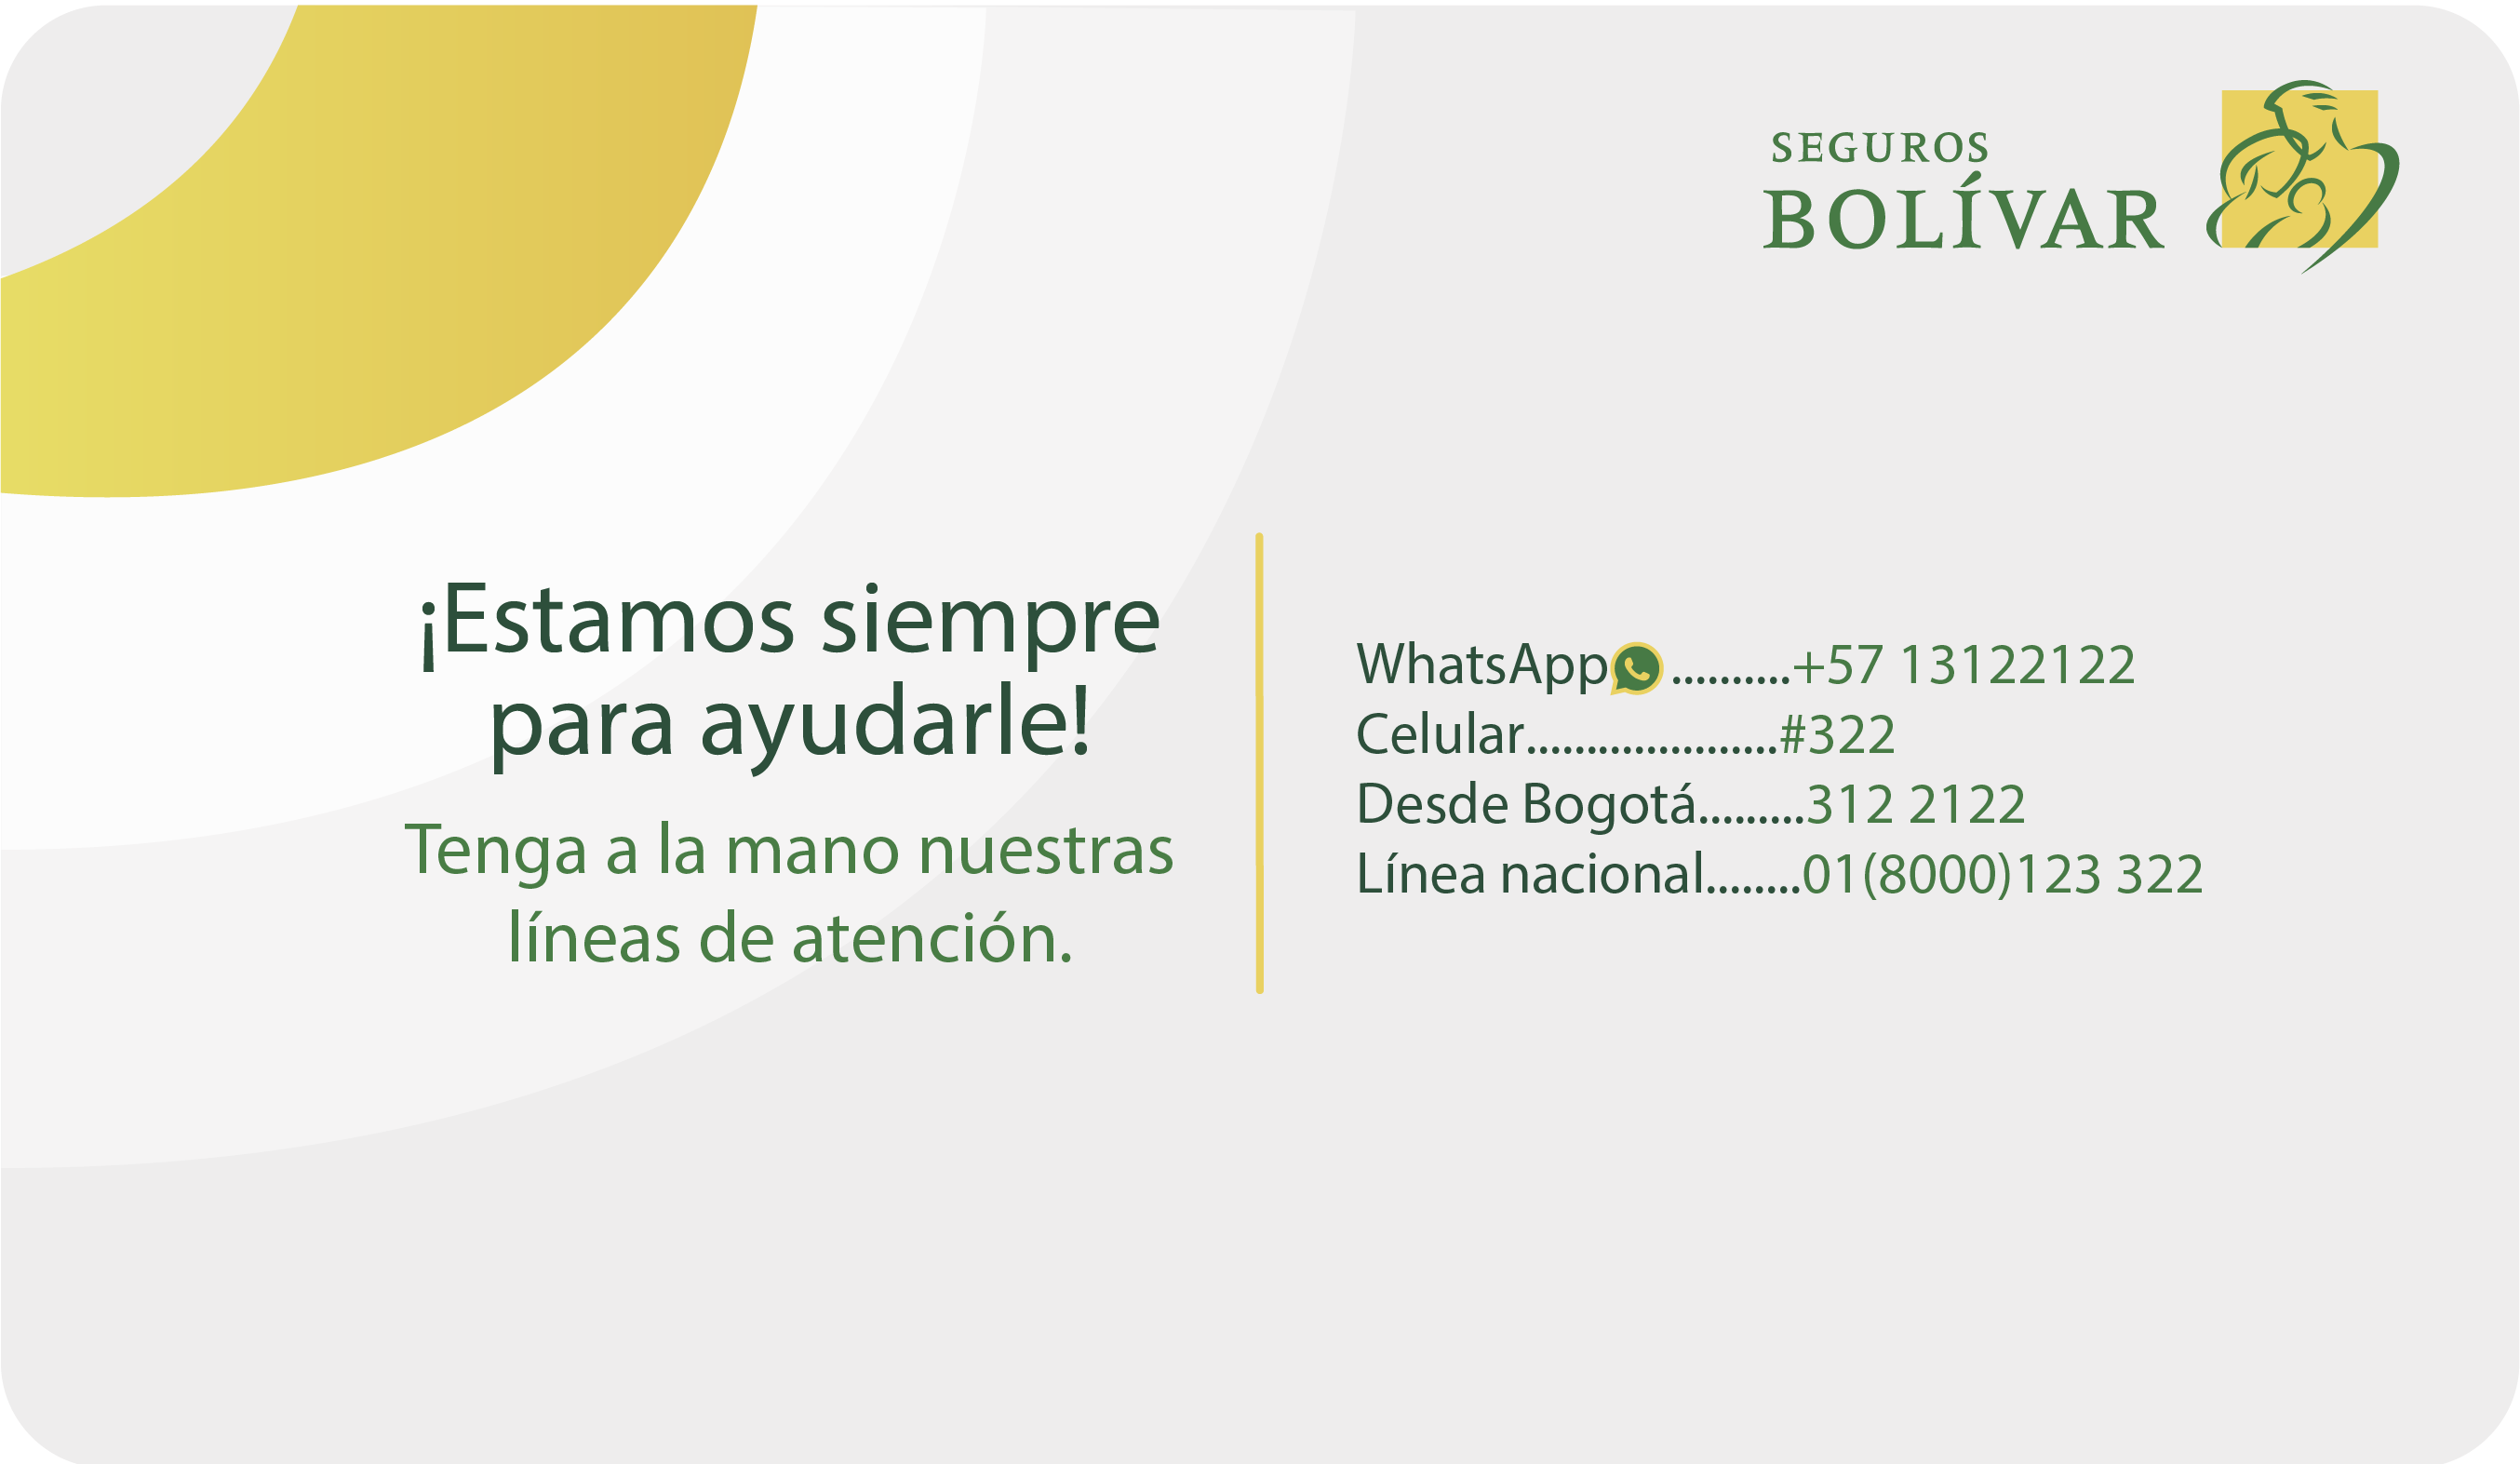 SEGUROS
BOLÍVAR
¡Estamos siempre
para ayudarle!
Tenga a la mano nuestras
líneas de atención.
WhatsApp ..........+57 13122122
Celular.....................#322
Desde Bogotá.........312 2122
Línea nacional........01(8000)123 322